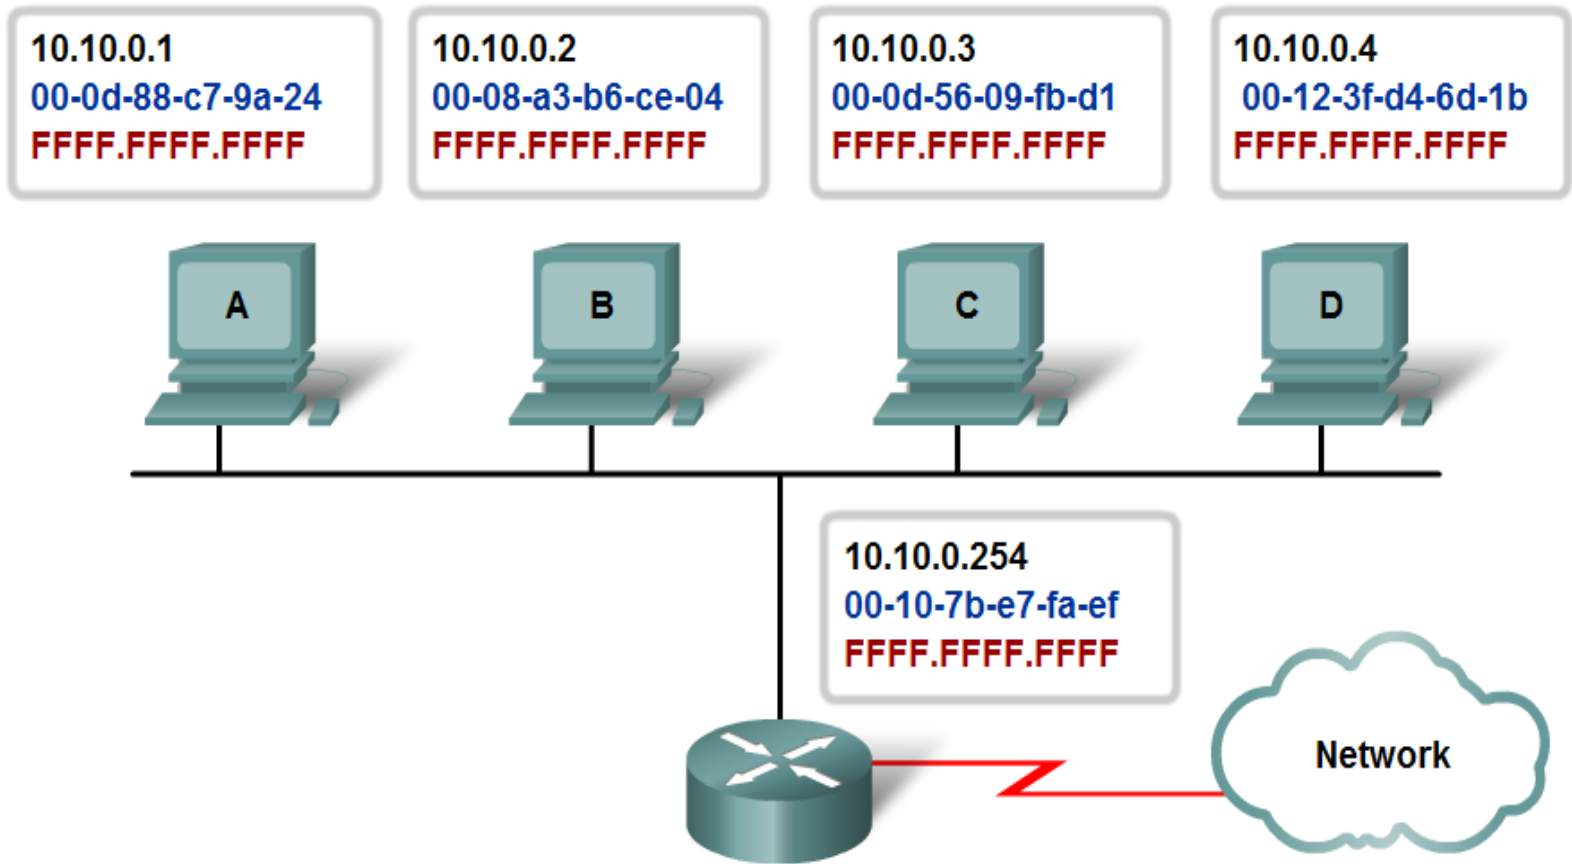 10.10.0.1
00-0d-88-c7-9a-24
FFFF.FFFF.FFFF
10.10.0.2
00-08-a3-b6-ce-04
FFFF.FFFF.FFFF
10.10.0.3
00-0d-56-09-fb-d1
FFFF.FFFF.FFFF
10.10.0.4
00-12-3f-d4-6d-1b
FFFF.FFFF.FFFF
A
B
C
D
10.10.0.254
00-10-7b-e7-fa-ef
FFFF.FFFF.FFFF
Network